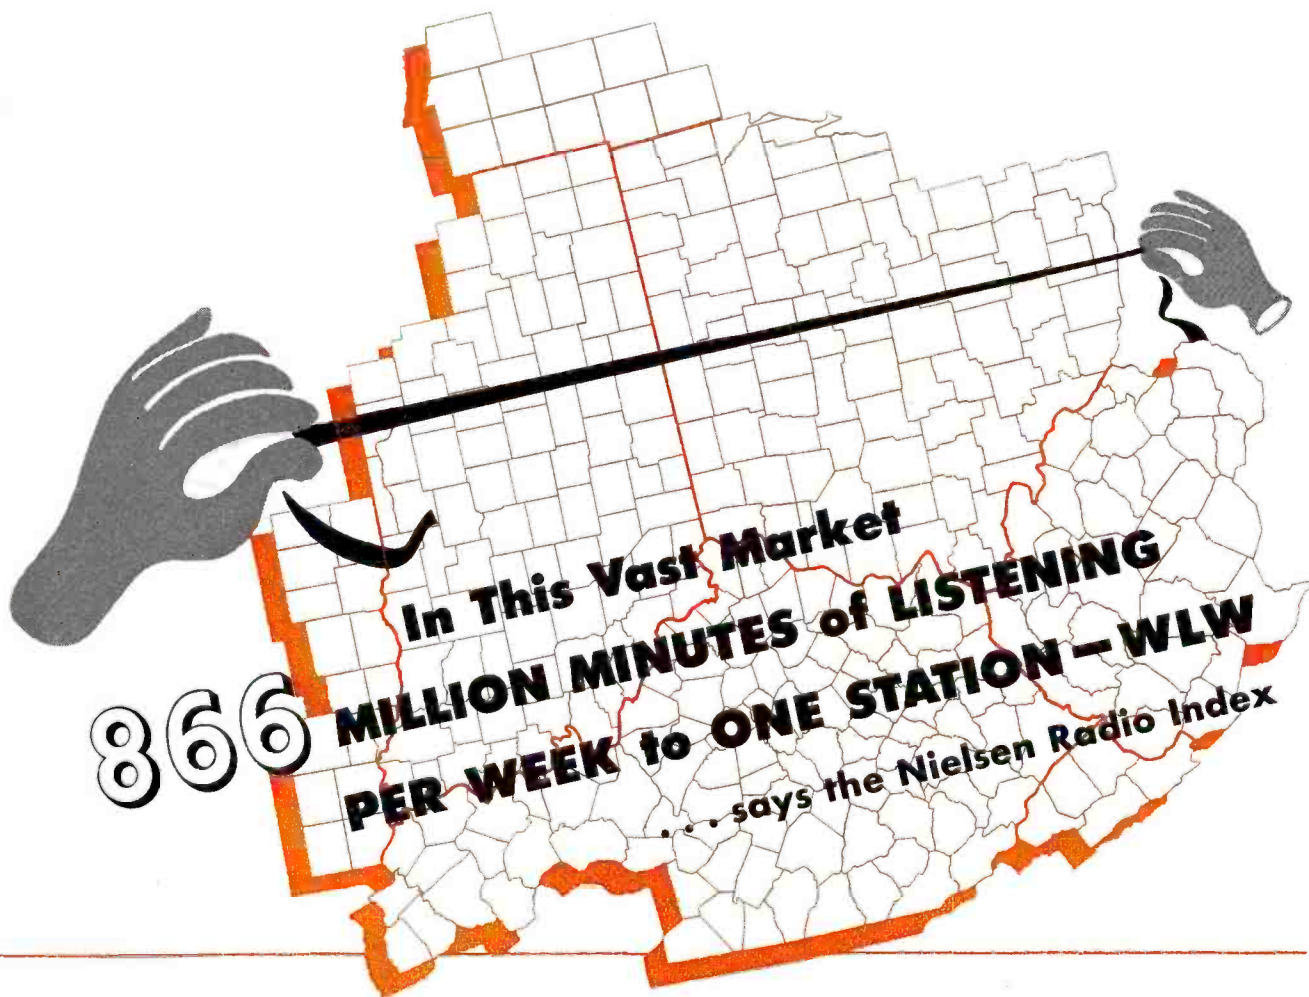 In This Vast Market
866 MILLION MINUTES of LISTENING
PER WEEK to ONE STATION—WLW
...says the Nielsen Radio Index